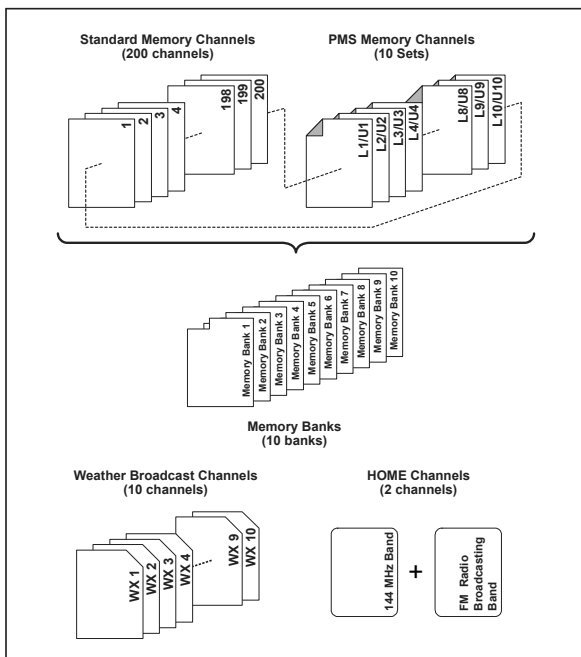 Standard Memory Channels
(200 channels)
PMS Memory Channels
(10 Sets)
1
2
3
4
198
199
200
L1/U1
L2/U2
L3/U3
L4/U4
L8/U8
L9/U9
L10/U10
Memory Bank 1
Memory Bank 2
Memory Bank 3
Memory Bank 4
Memory Bank 5
Memory Bank 6
Memory Bank 7
Memory Bank 8
Memory Bank 9
Memory Bank 10
Memory Banks
(10 banks)
Weather Broadcast Channels
(10 channels)
HOME Channels
(2 channels)
WX 1
WX 2
WX 3
WX 4
WX 9
WX 10
144 MHz Band
+
FM Radio
Broadcasting
Band